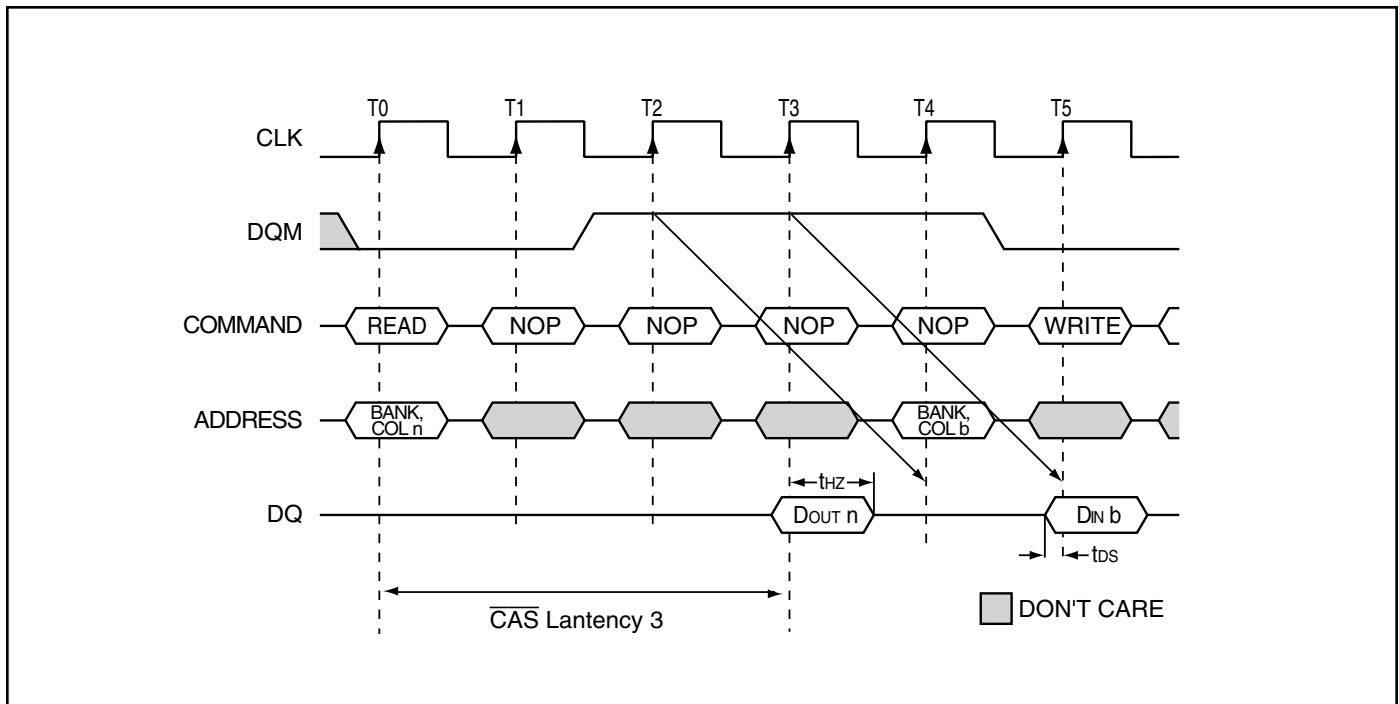 T0 T1 T2 T3 T4 T5
CLK
DQM
COMMAND READ NOP NOP NOP NOP WRITE
ADDRESS BANK, COL n BANK, COL b
tHZ
DQ DOUT n DIN b
tDS
CAS Lantency 3
DON'T CARE